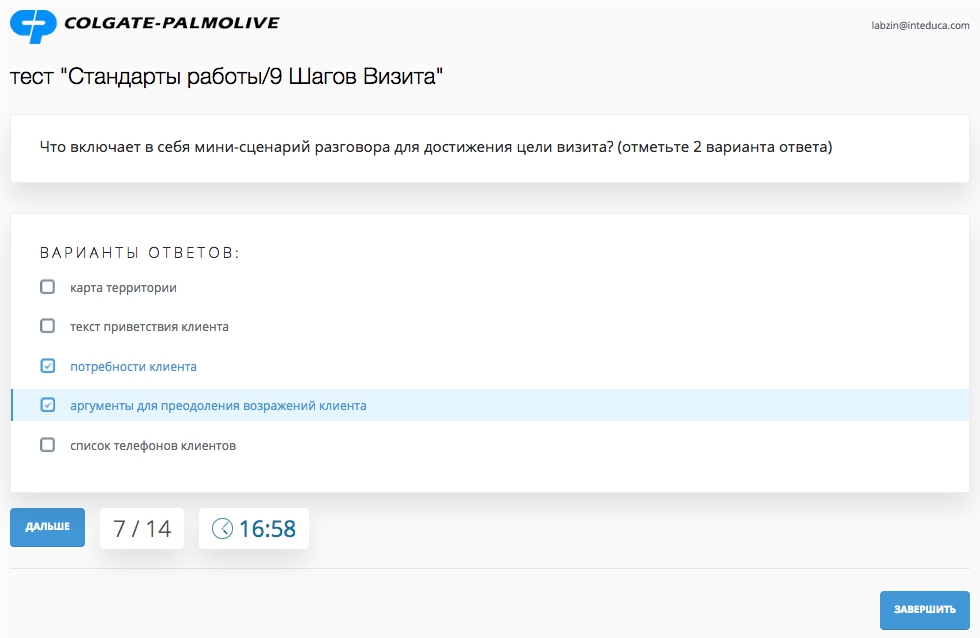 COLGATE-PALMOLIVE
labzin@inteduca.com
тест "Стандарты работы/9 Шагов Визита"
Что включает в себя мини-сценарий разговора для достижения цели визита? (отметьте 2 варианта ответа)
ВАРИАНТЫ ОТВЕТОВ:
карта территории
текст приветствия клиента
потребности клиента
аргументы для преодоления возражений клиента
список телефонов клиентов
ДАЛЬШЕ
7 / 14
16:58
ЗАВЕРШИТЬ